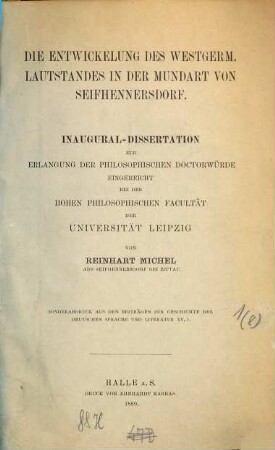 DIE ENTWICKELUNG DES WESTGERM.
LAUTSTANDES IN DER MUNDART VON
SEIFHENNERSDORF.
INAUGURAL-DISSERTATION
ZUR
ERLANGUNG DER PHILOSOPHISCHEN DOCTORWÜRDE
EINGEREICHT
BEI DER
HOHEN PHILOSOPHISCHEN FACULTÄT
DER
UNIVERSITÄT LEIPZIG
VON
REINHART MICHEL
AUS SEIFHENNERSDORF BEI ZITTAU.
SONDERABDRUCK AUS DEN BEITRÄGEN ZUR GESCHICHTE DER
DEUTSCHEN SPRACHE UND LITERATUR XV, 1.
1(e)
HALLE A. S.
DRUCK VON EHRHARDT KARRAS.
1889.